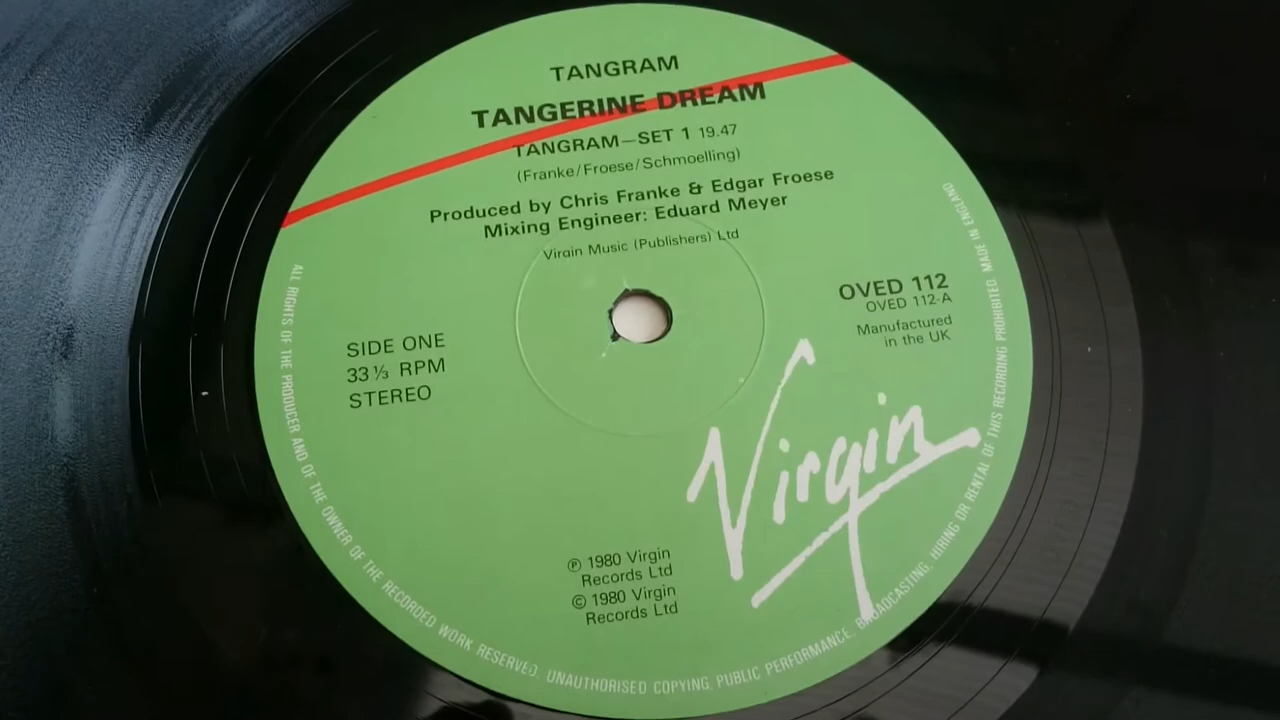 TANGRAM
TANGERINE DREAM
TANGRAM—SET 1 19.47
(Franke/Froese/Schmoelling)
Produced by Chris Franke & Edgar Froese
Mixing Engineer: Eduard Meyer
Virgin Music (Publishers) Ltd
OVED 112
OVED 112-A
Manufactured
in the UK
SIDE ONE
33⅓ RPM
STEREO
Virgin
℗ 1980 Virgin
Records Ltd
© 1980 Virgin
Records Ltd
ALL RIGHTS OF THE PRODUCER AND OF THE OWNER OF THE RECORDED WORK RESERVED. UNAUTHORISED COPYING, PUBLIC PERFORMANCE, BROADCASTING, HIRING OR RENTAL OF THIS RECORDING PROHIBITED. MADE IN ENGLAND